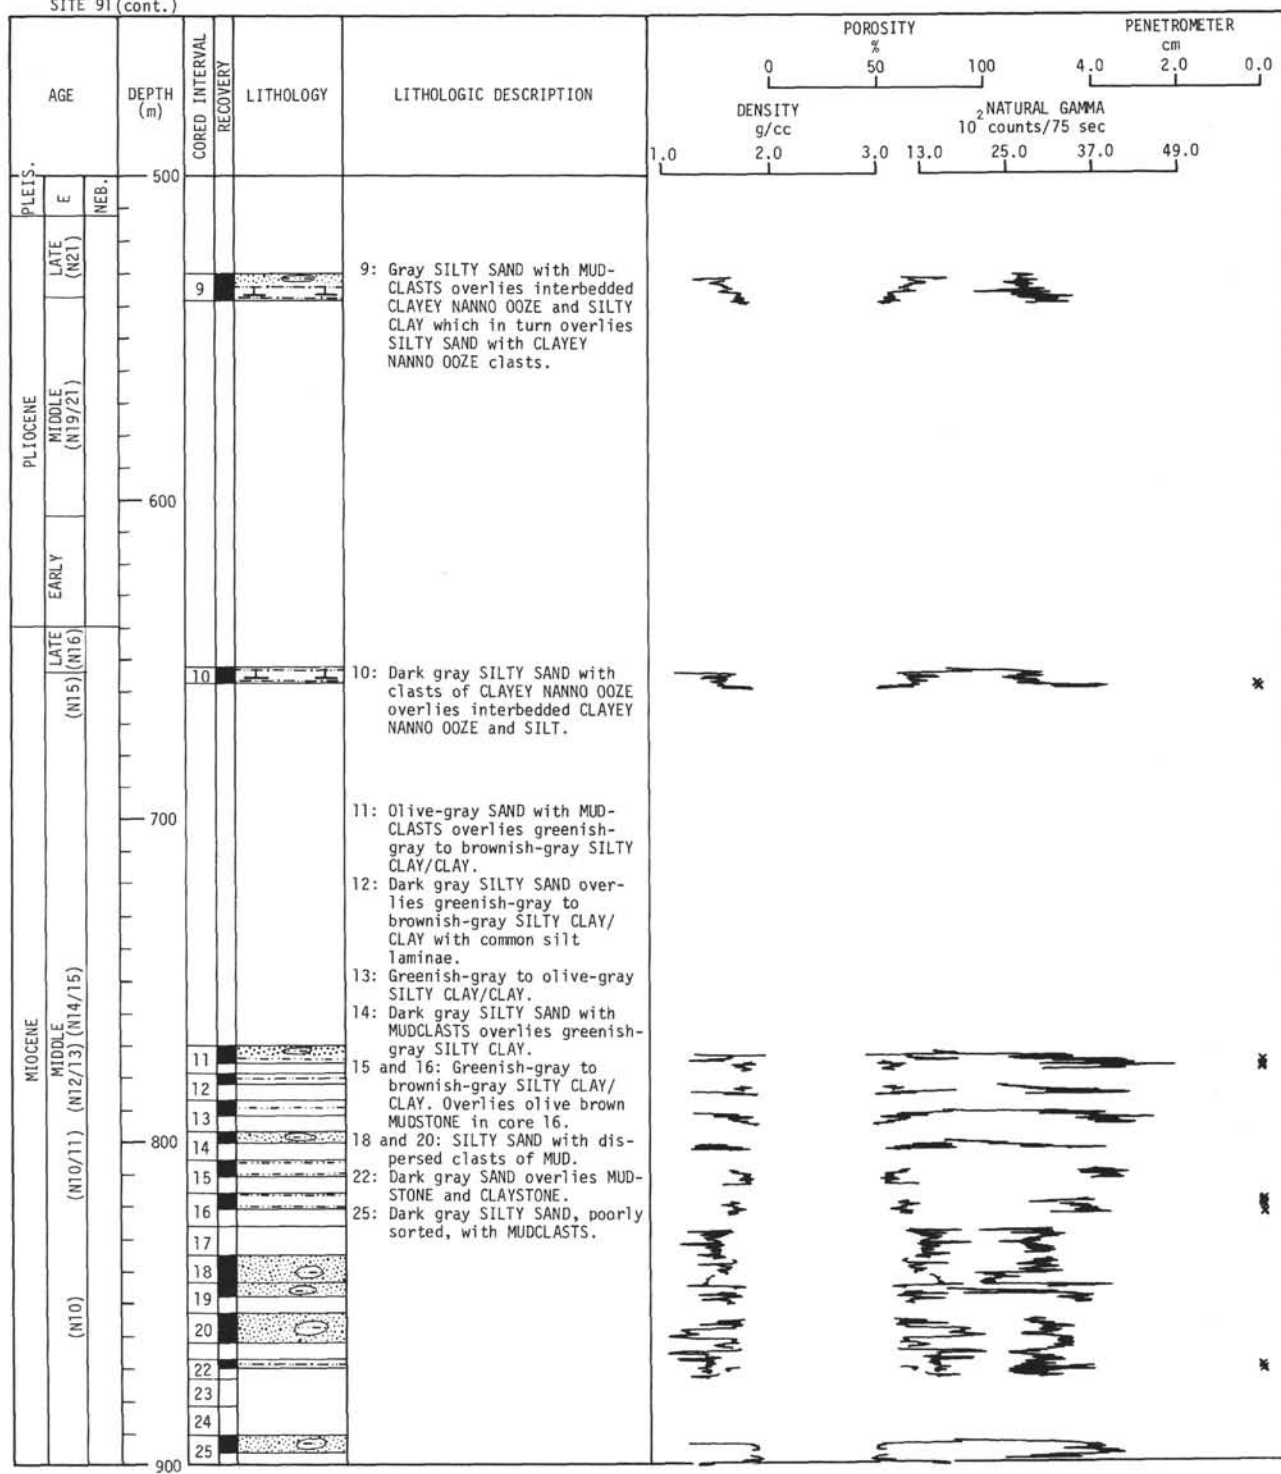 SITE 91(cont.)
AGE
DEPTH
(m)
CORED INTERVAL
RECOVERY
LITHOLOGY
LITHOLOGIC DESCRIPTION
POROSITY
%
0 50 100
PENETROMETER
cm
4.0 2.0 0.0
DENSITY
g/cc
1.0 2.0 3.0
2 NATURAL GAMMA
10 counts/75 sec
13.0 25.0 37.0 49.0
PLEIS.
E
NEB.
500
LATE
(N21)
9
9: Gray SILTY SAND with MUD-
CLASTS overlies interbedded
CLAYEY NANNO OOZE and SILTY
CLAY which in turn overlies
SILTY SAND with CLAYEY
NANNO OOZE clasts.
PLIOCENE
MIDDLE
(N19/21)
600
EARLY
LATE
(N16)
10
10: Dark gray SILTY SAND with
clasts of CLAYEY NANNO OOZE
overlies interbedded CLAYEY
NANNO OOZE and SILT.
(N15)
700
11: Olive-gray SAND with MUD-
CLASTS overlies greenish-
gray to brownish-gray SILTY
CLAY/CLAY.
12: Dark gray SILTY SAND over-
lies greenish-gray to
brownish-gray SILTY CLAY/
CLAY with common silt
laminae.
13: Greenish-gray to olive-gray
SILTY CLAY/CLAY.
14: Dark gray SILTY SAND with
MUDCLASTS overlies greenish-
gray SILTY CLAY.
15 and 16: Greenish-gray to
brownish-gray SILTY CLAY/
CLAY. Overlies olive brown
MUDSTONE in core 16.
18 and 20: SILTY SAND with dis-
persed clasts of MUD.
22: Dark gray SAND overlies MUD-
STONE and CLAYSTONE.
25: Dark gray SILTY SAND, poorly
sorted, with MUDCLASTS.
MIOCENE
MIDDLE
(N14/15)
(N12/13)
(N10/11)
(N10)
11
12
13
800
14
15
16
17
18
19
20
22
23
24
25
900